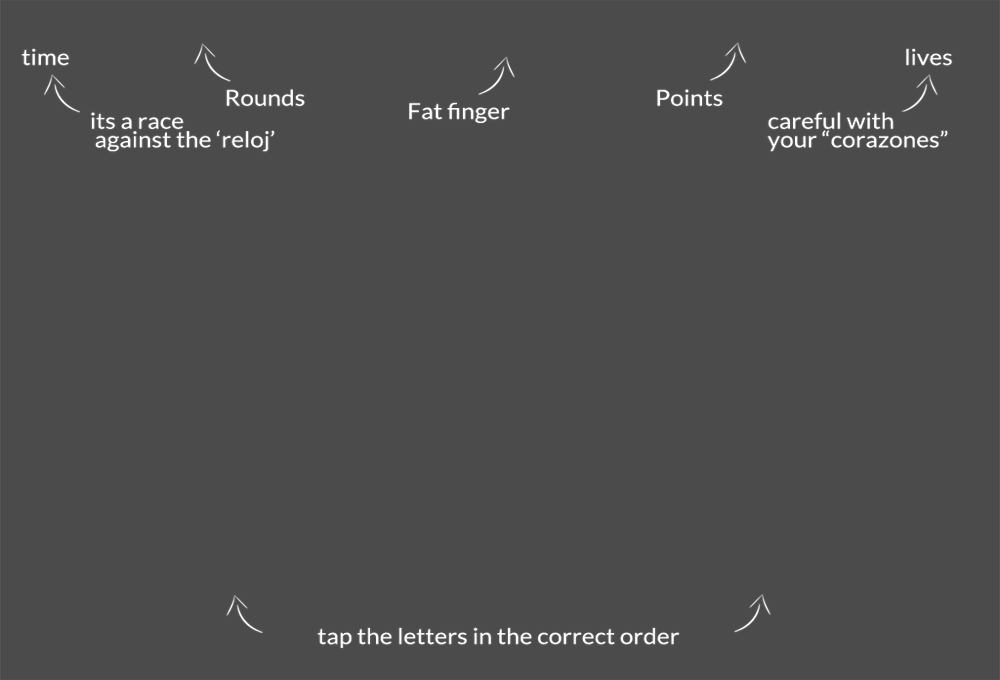 time
lives
Rounds
Points
Fat finger
its a race
against the ‘reloj’
careful with
your “corazones”
tap the letters in the correct order